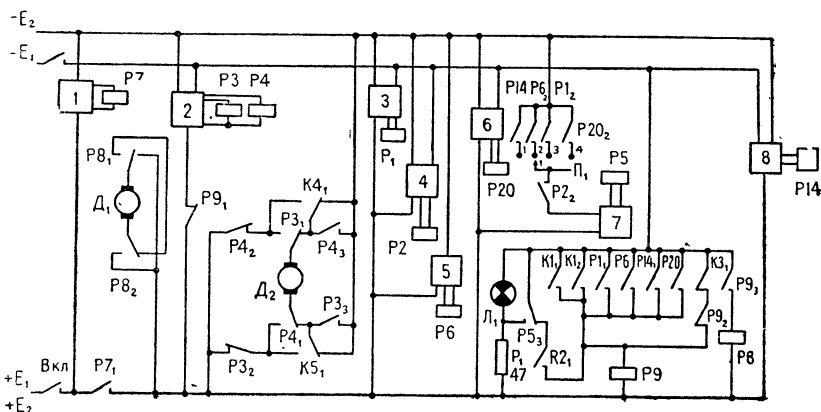 -E₂
-E₁
1
P7
2
P3 P4
3
P₁
4
P2
5
P6
6
P20
P14 P6₂ P1₂
P20₂
1 2 3 4
П₁
P2₂
P5
7
8
P14
P8₁
Д₁
P8₂
P9₁
K4₁
P4₂
P3₁
P4₃
Д₂
P3₃
P4₁
P3₂
K5₁
K1₁ K1₂ P1₁ P6 P14₁ P20 K3₁
P9₃
Л₁
P5₃
P9₂
P₁
47
R2₁
P9
P8
+E₁
Вкл
P7₁
+E₂